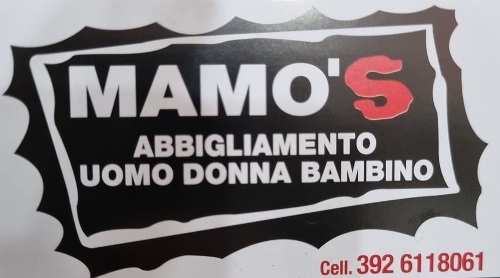 MAMO'S
ABBIGLIAMENTO
UOMO DONNA BAMBINO
Cell. 392 6118061